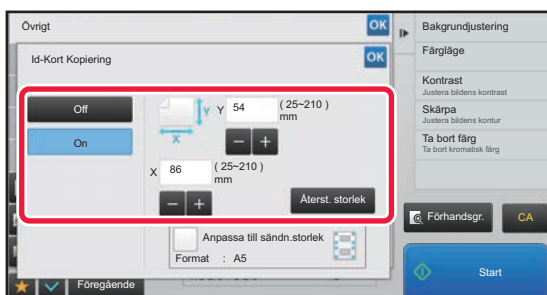 Övrigt
OK
Id-Kort Kopiering
OK
Off
On
Y
X
Y 54 ( 25~210 )
mm
X 86 ( 25~210 )
mm
Återst. storlek
Anpassa till sändn.storlek
Format : A5
Föregående
Bakgrundjustering
Färgläge
Kontrast
Justera bildens kontrast
Skärpa
Justera bildens kontur
Ta bort färg
Ta bort kromatisk färg
Förhandsgr.
CA
Start